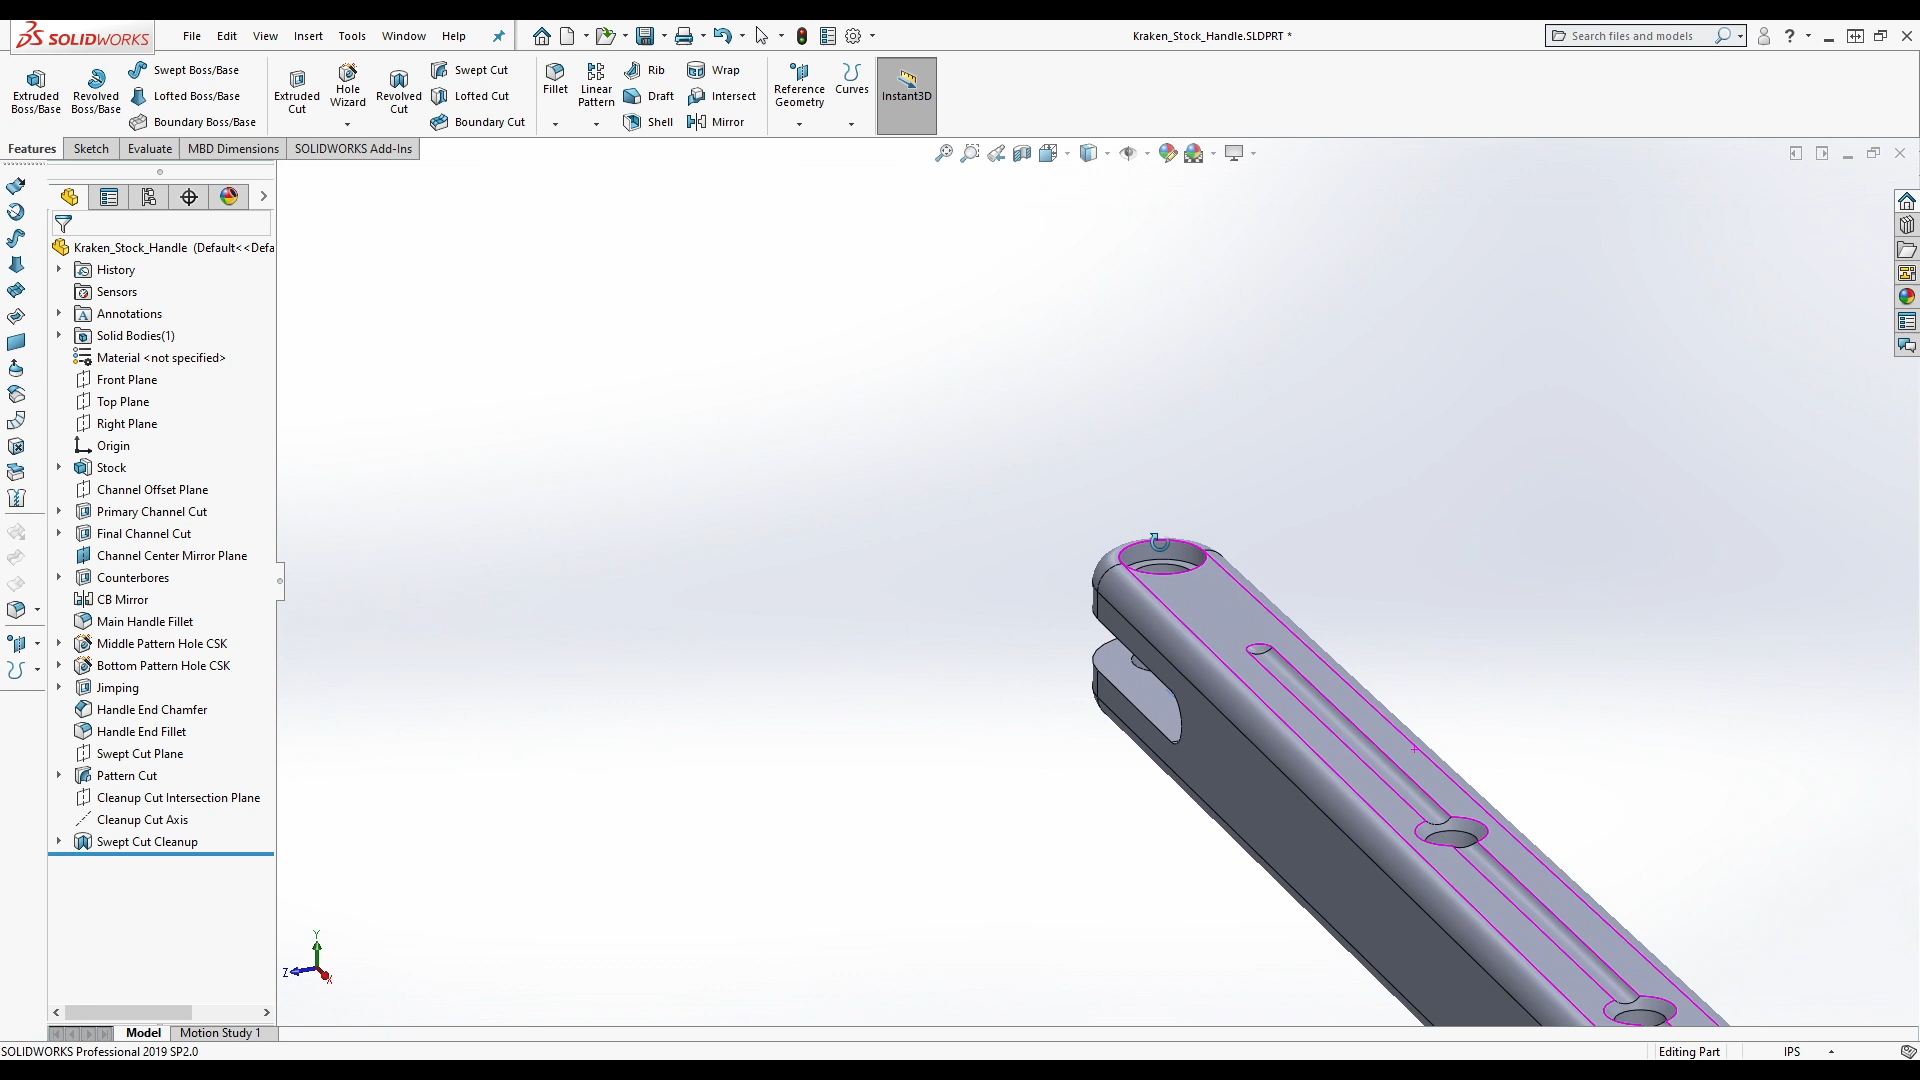 SOLIDWORKS File Edit View Insert Tools Window Help Kraken_Stock_Handle.SLDPRT * Search files and models ?
Extruded Boss/Base
Revolved Boss/Base
Swept Boss/Base
Lofted Boss/Base
Boundary Boss/Base
Extruded Cut
Hole Wizard
Revolved Cut
Swept Cut
Lofted Cut
Boundary Cut
Fillet
Linear Pattern
Rib
Draft
Shell
Wrap
Intersect
Mirror
Reference Geometry
Curves
Instant3D
Features Sketch Evaluate MBD Dimensions SOLIDWORKS Add-Ins
Kraken_Stock_Handle (Default<<Defa
History
Sensors
Annotations
Solid Bodies(1)
Material <not specified>
Front Plane
Top Plane
Right Plane
Origin
Stock
Channel Offset Plane
Primary Channel Cut
Final Channel Cut
Channel Center Mirror Plane
Counterbores
CB Mirror
Main Handle Fillet
Middle Pattern Hole CSK
Bottom Pattern Hole CSK
Jimping
Handle End Chamfer
Handle End Fillet
Swept Cut Plane
Pattern Cut
Cleanup Cut Intersection Plane
Cleanup Cut Axis
Swept Cut Cleanup
Y
Z
X
Model Motion Study 1
SOLIDWORKS Professional 2019 SP2.0 Editing Part IPS